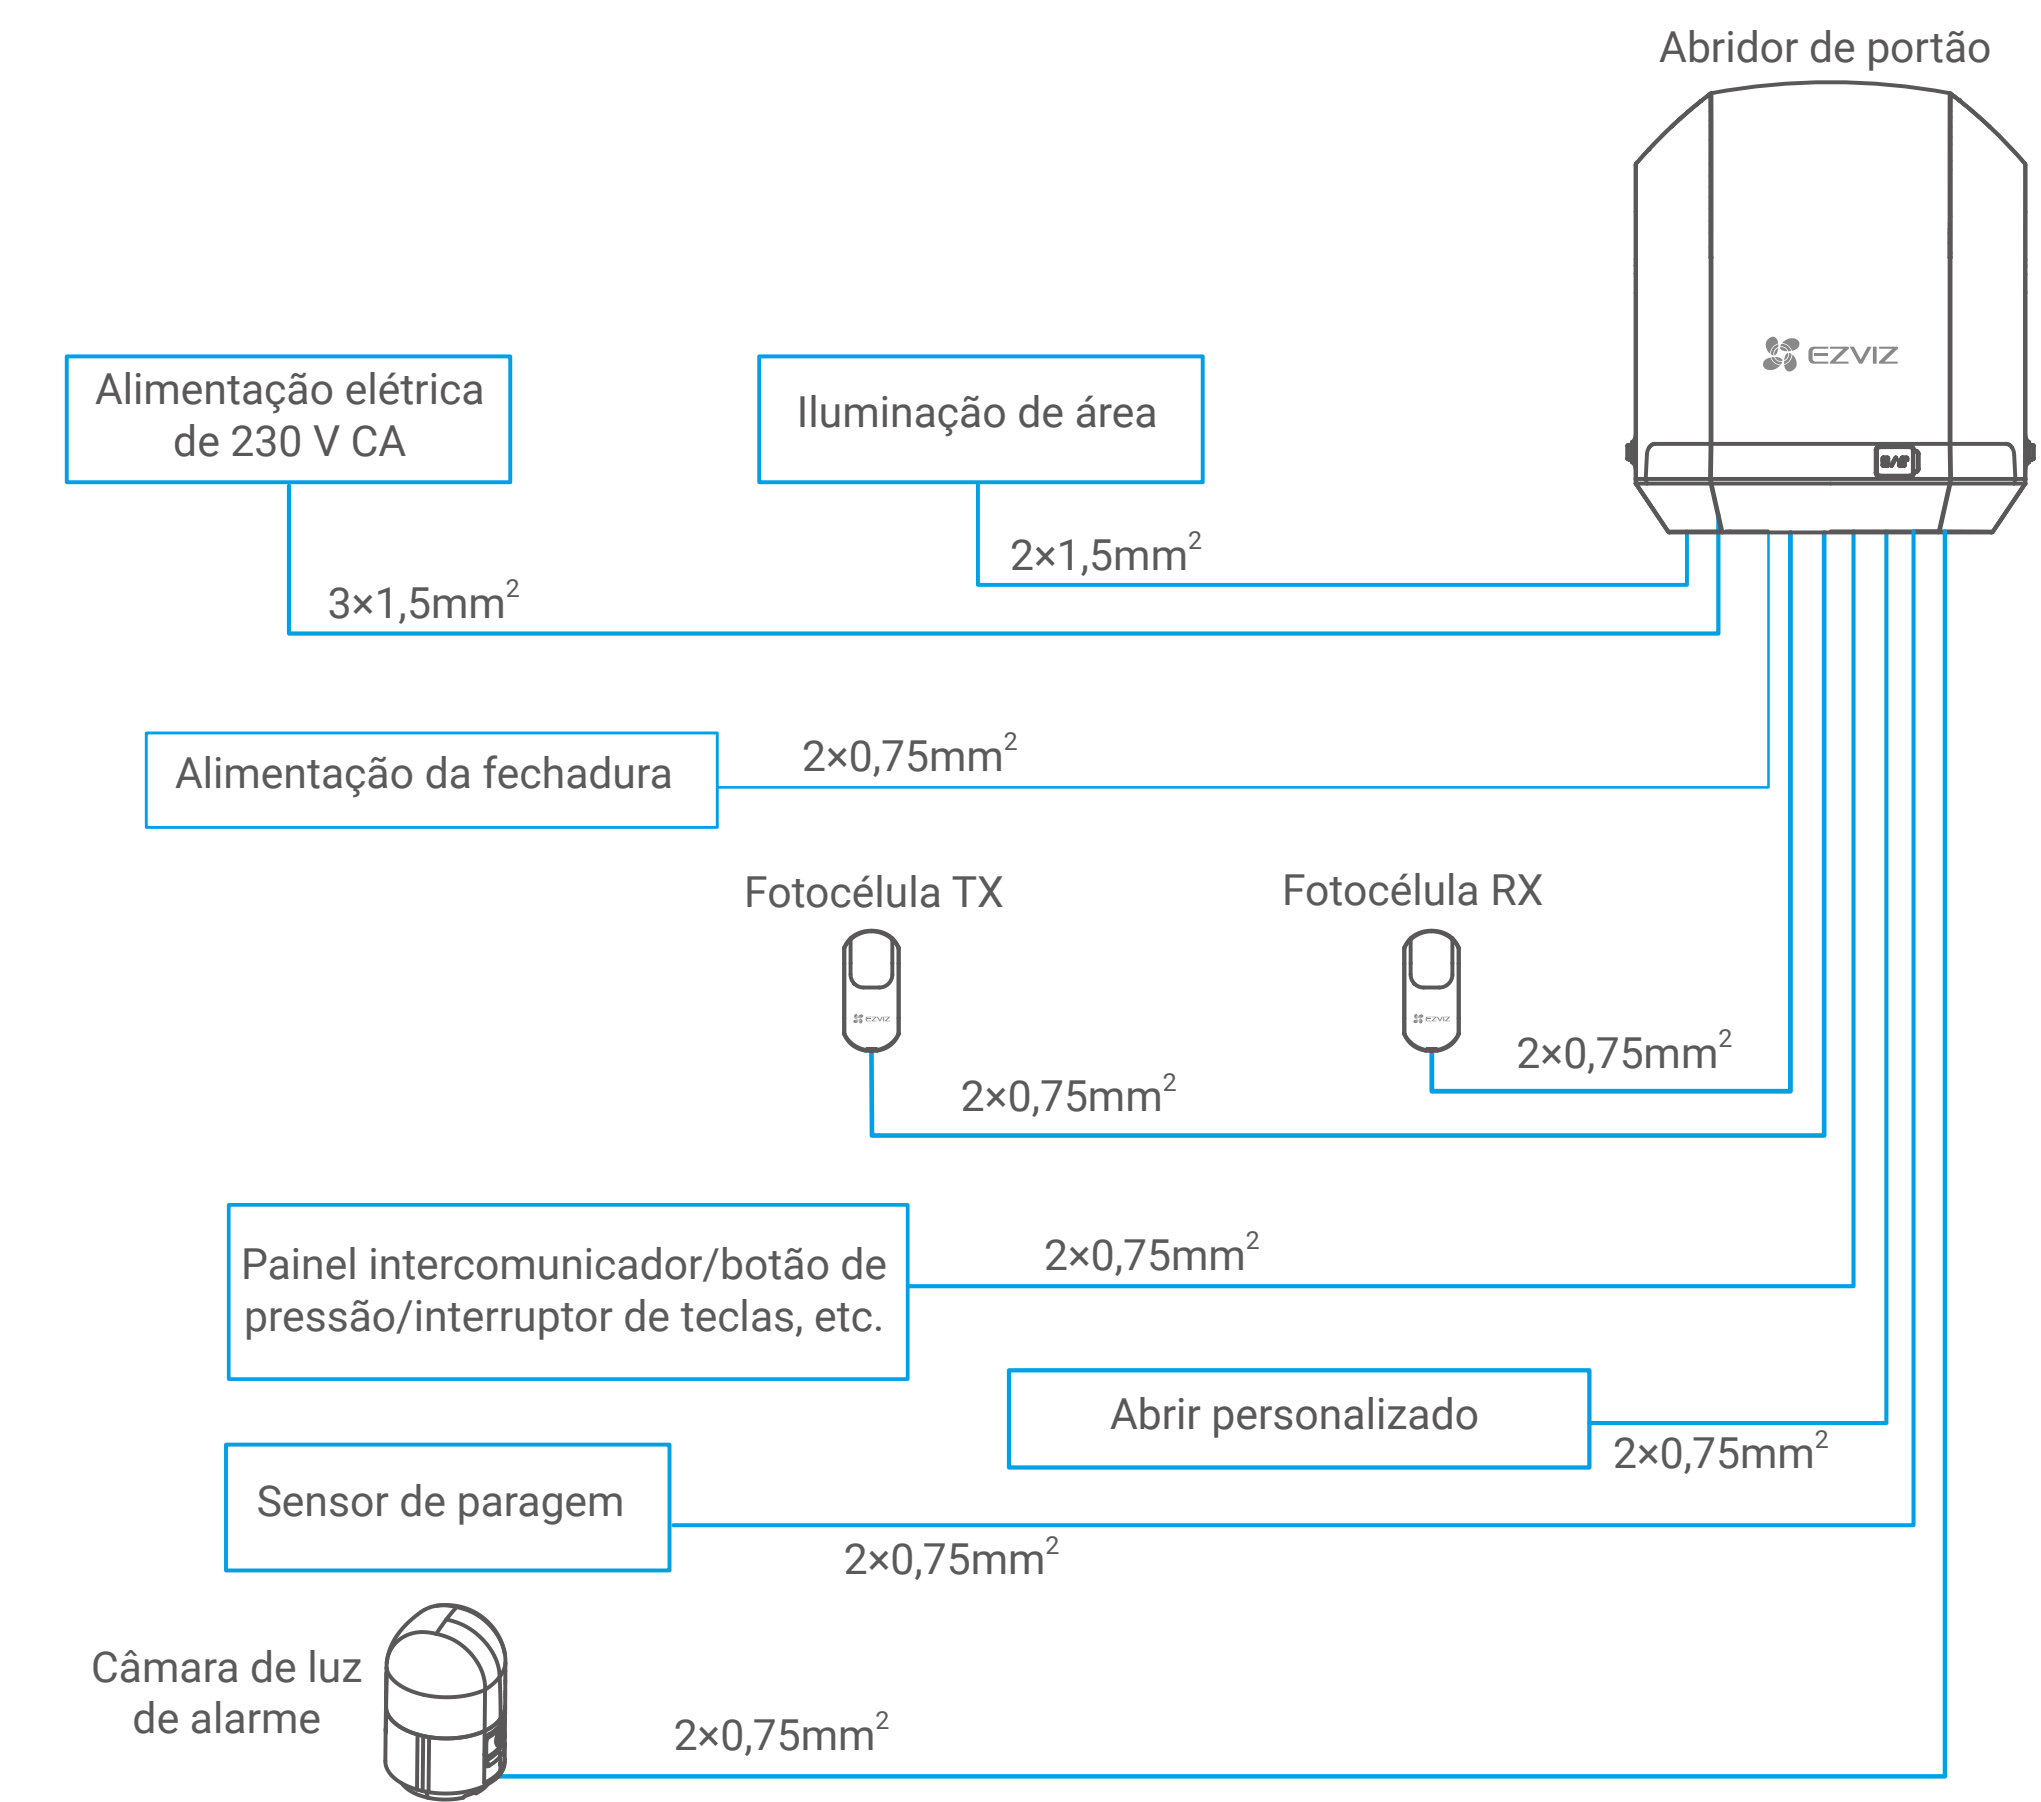 Abridor de portão
EZVIZ
Alimentação elétrica
de 230 V CA
Iluminação de área
2×1,5mm²
3×1,5mm²
Alimentação da fechadura
2×0,75mm²
Fotocélula TX
Fotocélula RX
EZVIZ
EZVIZ
2×0,75mm²
2×0,75mm²
Painel intercomunicador/botão de
pressão/interruptor de teclas, etc.
2×0,75mm²
Abrir personalizado
2×0,75mm²
Sensor de paragem
2×0,75mm²
Câmara de luz
de alarme
2×0,75mm²